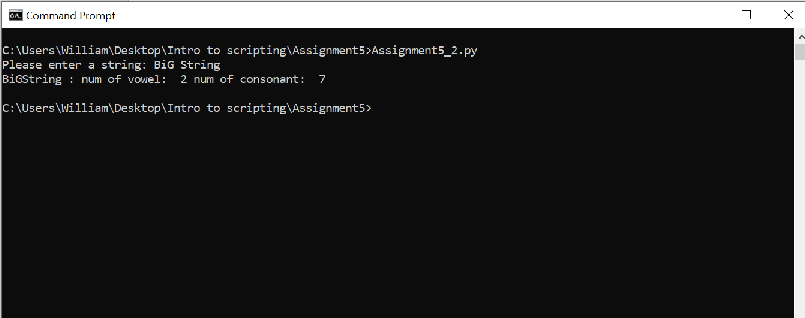 Command Prompt
C:\Users\William\Desktop\Intro to scripting\Assignment5>Assignment5_2.py
Please enter a string: BiG String
BiGString : num of vowel:  2 num of consonant:  7
C:\Users\William\Desktop\Intro to scripting\Assignment5>